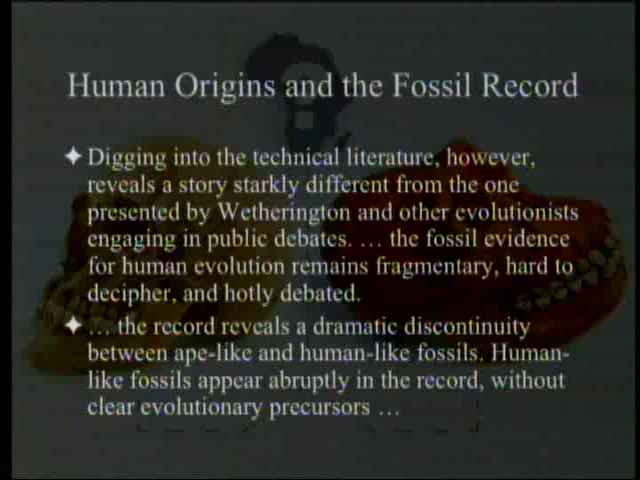 Human Origins and the Fossil Record
✦ Digging into the technical literature, however,
reveals a story starkly different from the one
presented by Wetherington and other evolutionists
engaging in public debates. … the fossil evidence
for human evolution remains fragmentary, hard to
decipher, and hotly debated.
✦ … the record reveals a dramatic discontinuity
between ape-like and human-like fossils. Human-
like fossils appear abruptly in the record, without
clear evolutionary precursors …